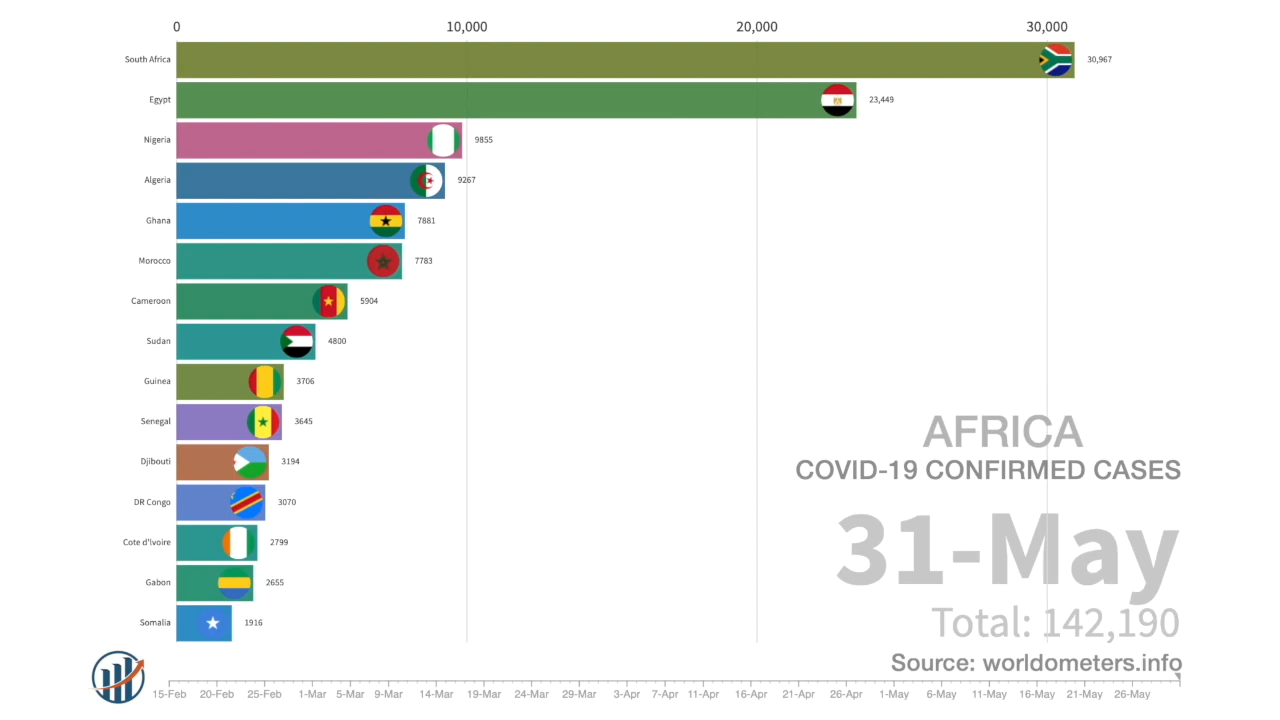 0 10,000 20,000 30,000
South Africa 30,967
Egypt 23,449
Nigeria 9855
Algeria 9267
Ghana 7881
Morocco 7783
Cameroon 5904
Sudan 4800
Guinea 3706
Senegal 3645
Djibouti 3194
DR Congo 3070
Cote d'Ivoire 2799
Gabon 2655
Somalia 1916
AFRICA
COVID-19 CONFIRMED CASES
31-May
Total: 142,190
Source: worldometers.info
15-Feb 20-Feb 25-Feb 1-Mar 5-Mar 9-Mar 14-Mar 19-Mar 24-Mar 29-Mar 3-Apr 7-Apr 11-Apr 16-Apr 21-Apr 26-Apr 1-May 6-May 11-May 16-May 21-May 26-May